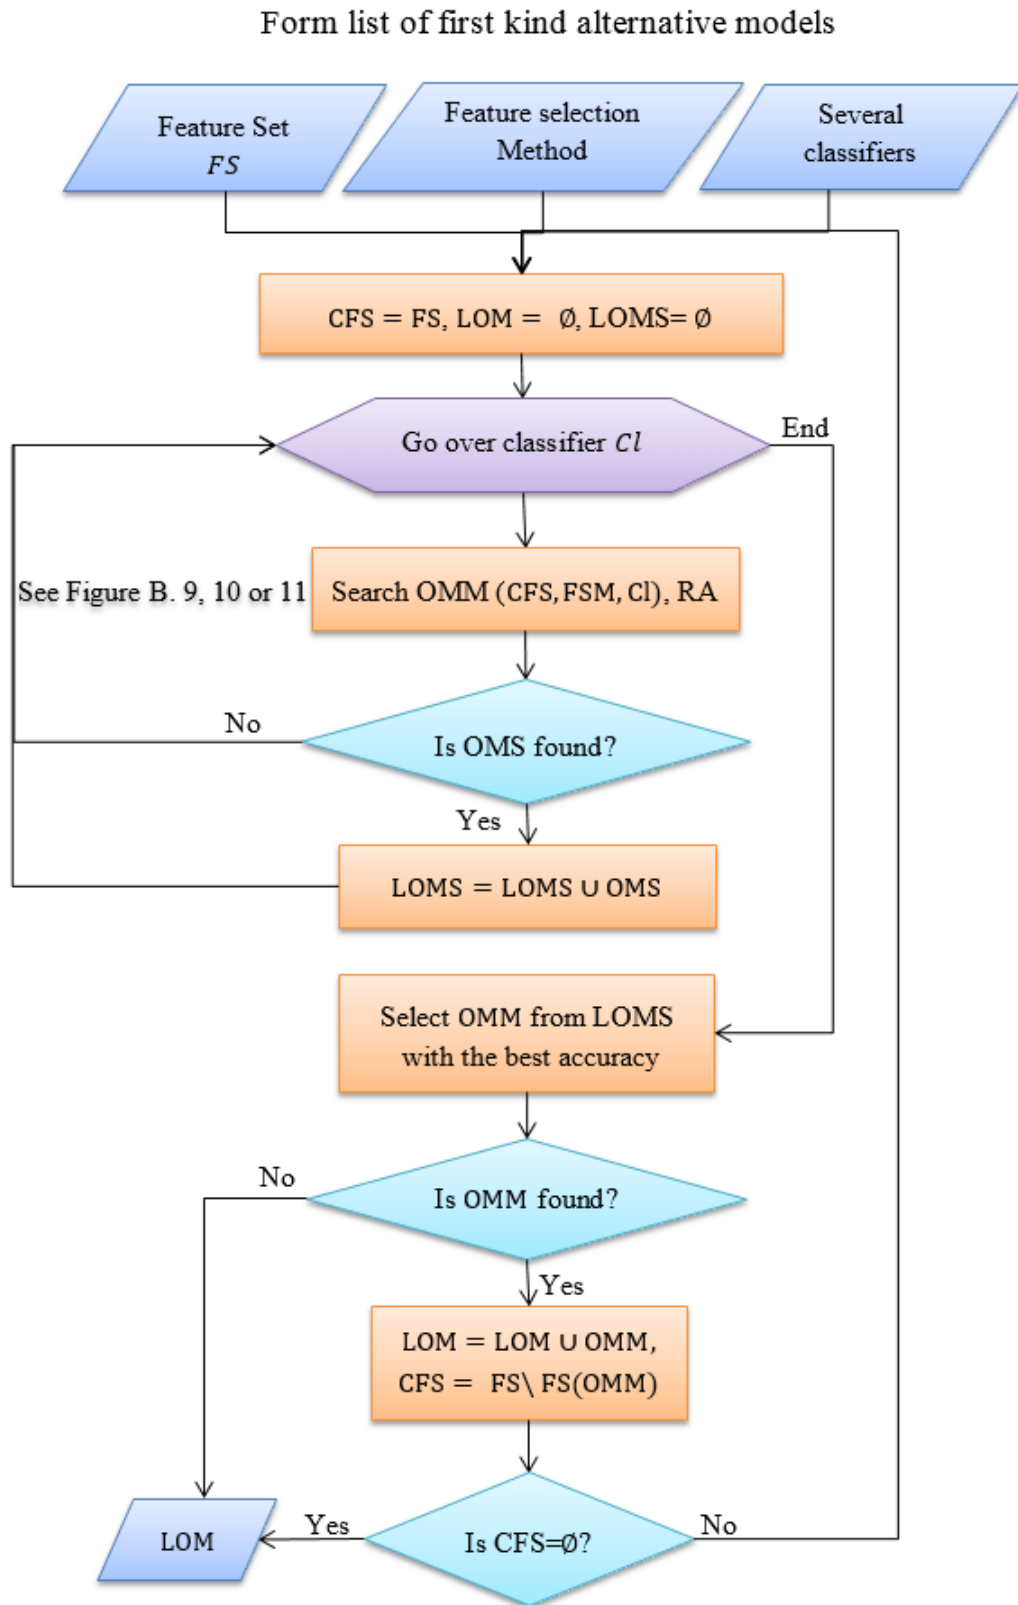 Form list of first kind alternative models
Feature Set
FS
Feature selection
Method
Several
classifiers
CFS = FS, LOM = ∅, LOMS= ∅
Go over classifier Cl
End
See Figure B. 9, 10 or 11
Search OMM (CFS, FSM, Cl), RA
No
Is OMS found?
Yes
LOMS = LOMS ∪ OMS
Select OMM from LOMS
with the best accuracy
No
Is OMM found?
Yes
LOM = LOM ∪ OMM,
CFS = FS\ FS(OMM)
LOM
Yes
Is CFS=∅?
No